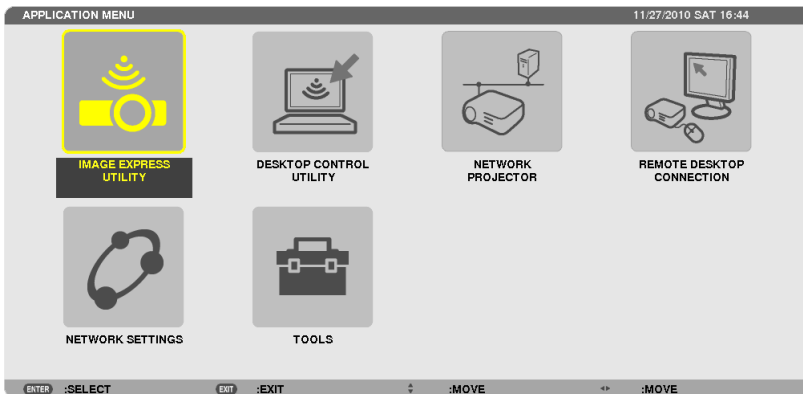 APPLICATION MENU 11/27/2010 SAT 16:44
IMAGE EXPRESS
UTILITY
DESKTOP CONTROL
UTILITY
NETWORK
PROJECTOR
REMOTE DESKTOP
CONNECTION
NETWORK SETTINGS
TOOLS
ENTER :SELECT EXIT :EXIT :MOVE :MOVE